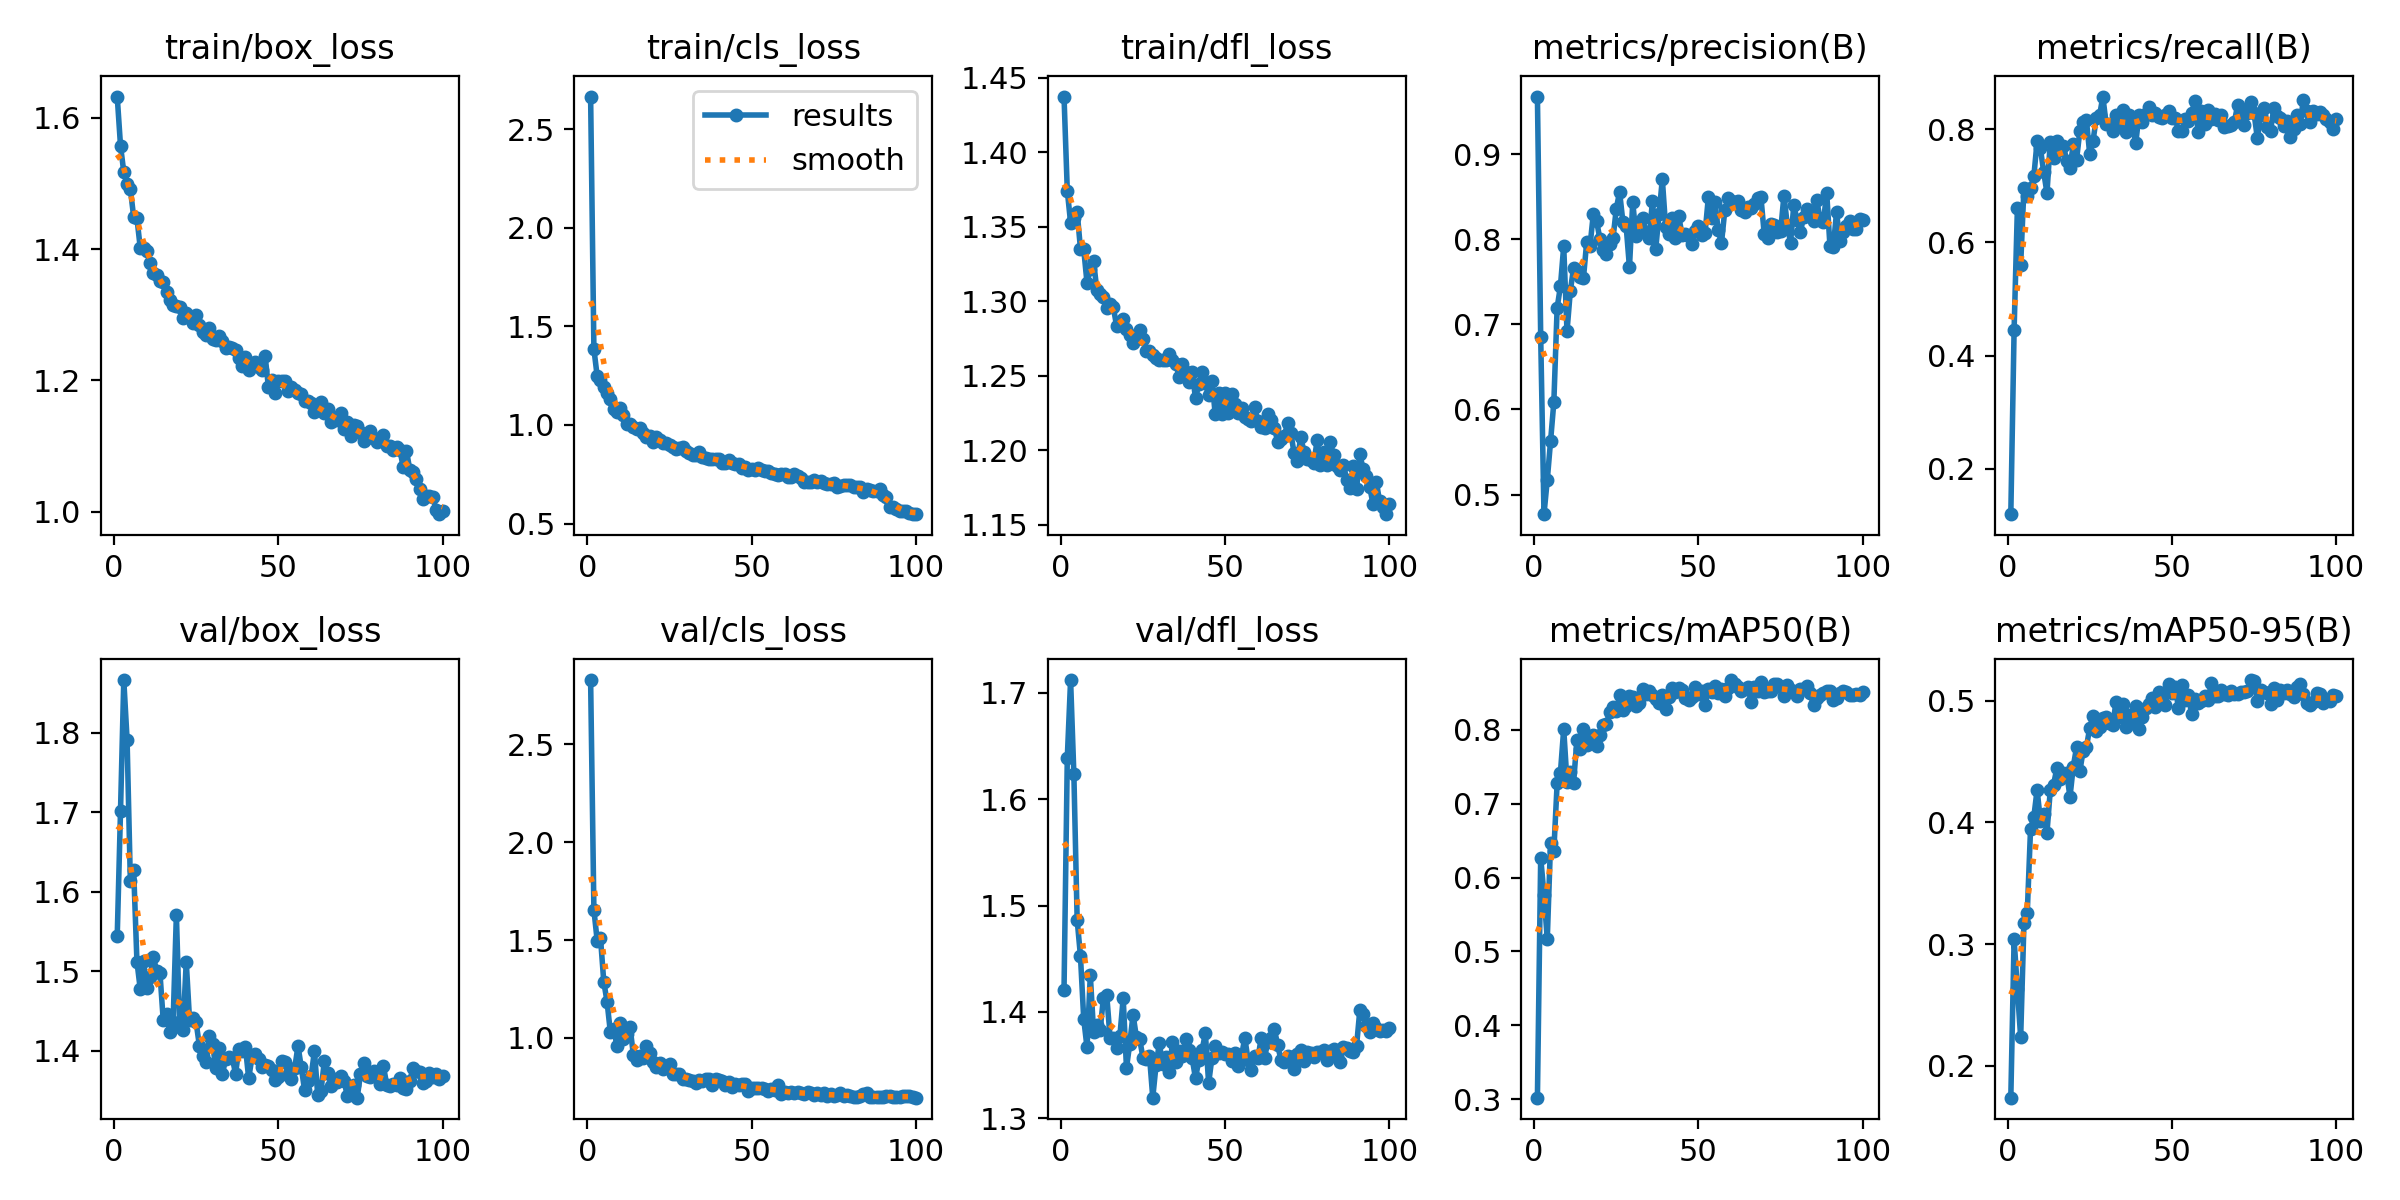 train/box_loss
1.6
1.4
1.2
1.0
0 50 100
train/cls_loss
results
smooth
2.5
2.0
1.5
1.0
0.5
0 50 100
train/dfl_loss
1.45
1.40
1.35
1.30
1.25
1.20
1.15
0 50 100
metrics/precision(B)
0.9
0.8
0.7
0.6
0.5
0 50 100
metrics/recall(B)
0.8
0.6
0.4
0.2
0 50 100
val/box_loss
1.8
1.7
1.6
1.5
1.4
0 50 100
val/cls_loss
2.5
2.0
1.5
1.0
0 50 100
val/dfl_loss
1.7
1.6
1.5
1.4
1.3
0 50 100
metrics/mAP50(B)
0.8
0.7
0.6
0.5
0.4
0.3
0 50 100
metrics/mAP50-95(B)
0.5
0.4
0.3
0.2
0 50 100